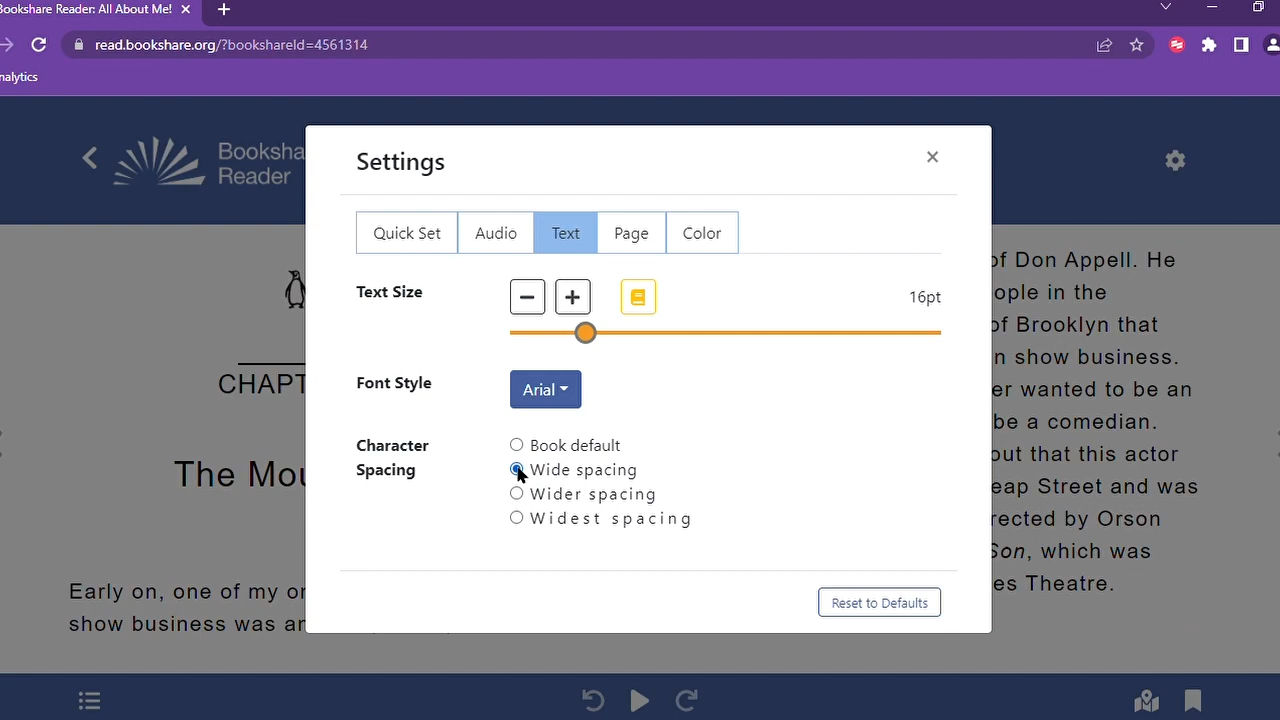 Bookshare Reader: All About Me!
read.bookshare.org/?bookshareId=4561314
nalytics
Booksha
Reader
Settings
Quick Set Audio Text Page Color
Text Size
16pt
Font Style
Arial
Character
Spacing
Book default
Wide spacing
Wider spacing
Widest spacing
Reset to Defaults
CHAPT
The Mou
Early on, one of my or
show business was an
of Don Appell. He
ople in the
of Brooklyn that
n show business.
er wanted to be an
be a comedian.
out that this actor
eap Street and was
rected by Orson
Son, which was
es Theatre.